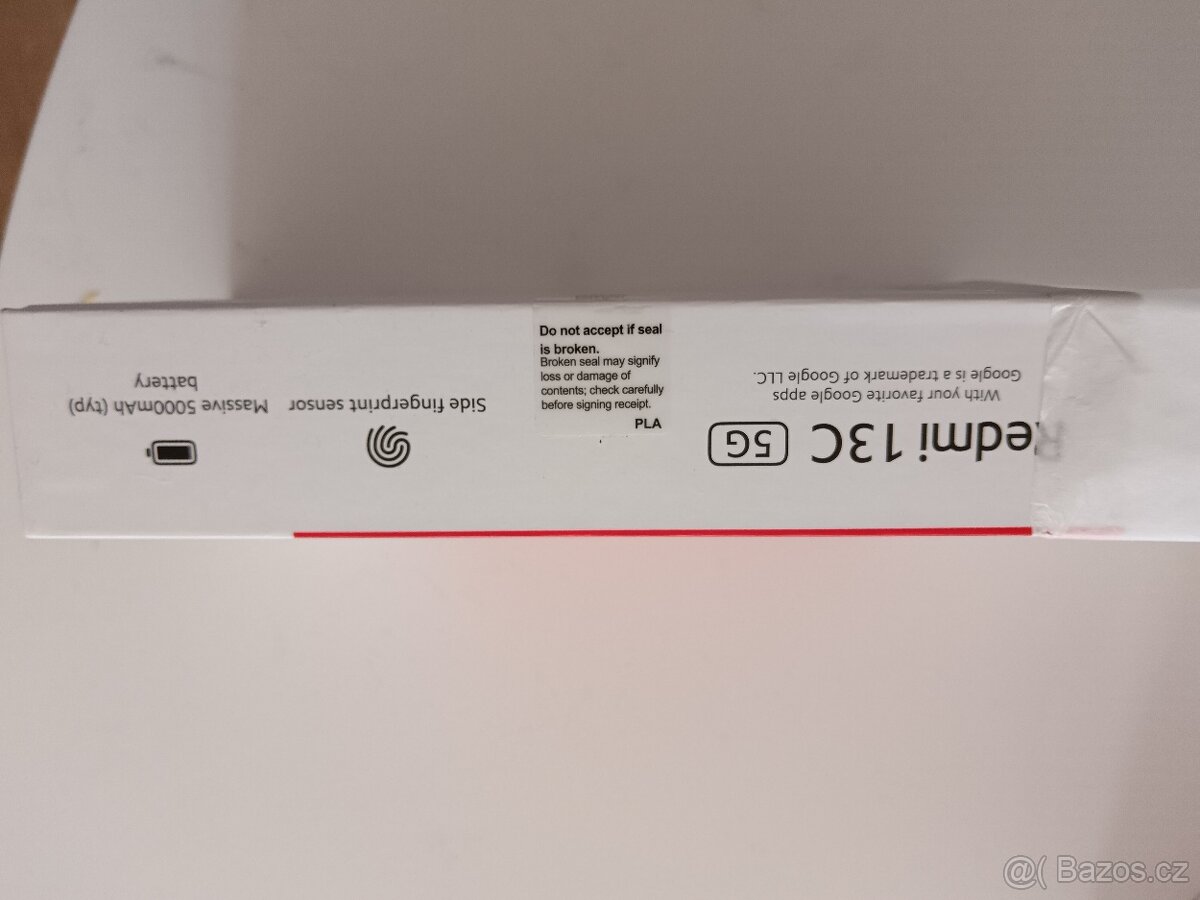 Do not accept if seal
is broken.
Broken seal may signify
loss or damage of
contents; check carefully
before signing receipt.
PLA
Redmi 13C 5G
With your favorite Google apps
Google is a trademark of Google LLC.
Side fingerprint sensor
Massive 5000mAh (typ)
battery
@( Bazos.cz